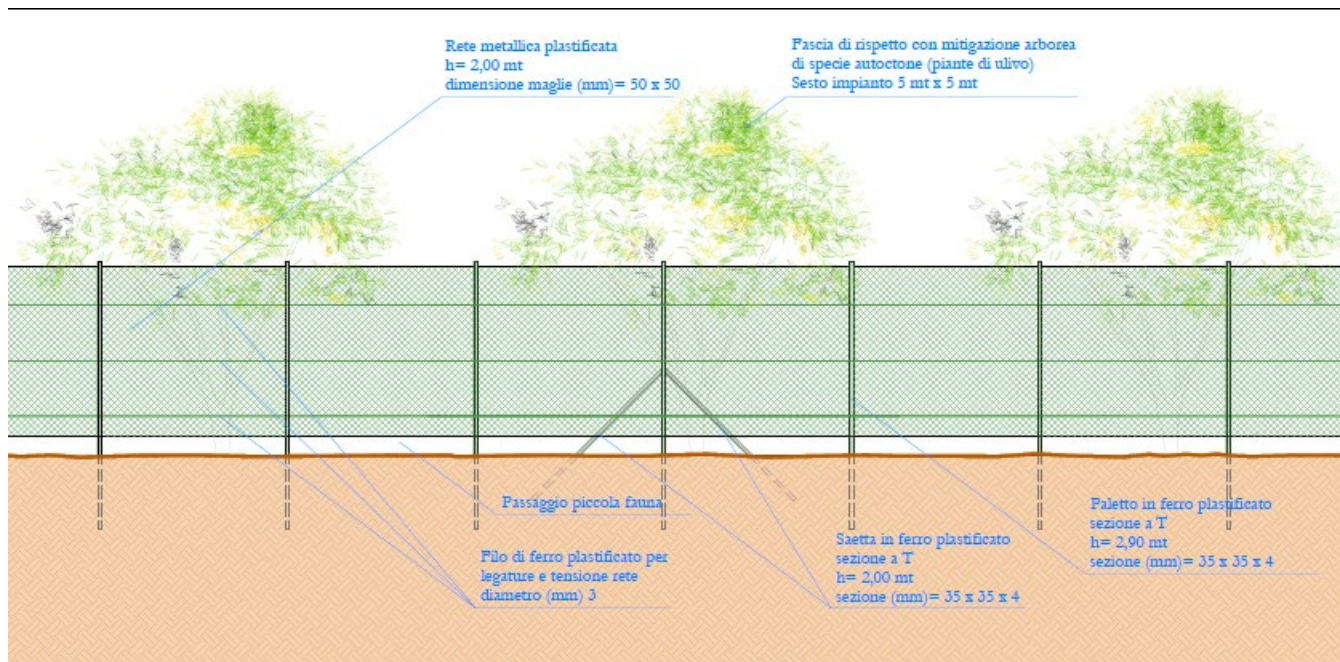 Rete metallica plastificata
h= 2,00 mt
dimensione maglie (mm)= 50 x 50
Fascia di rispetto con mitigazione arborea
di specie autoctone (piante di ulivo)
Sesto impianto 5 mt x 5 mt
Passaggio piccola fauna
Filo di ferro plastificato per
legature e tensione rete
diametro (mm) 3
Saetta in ferro plastificato
sezione a T
h= 2,00 mt
sezione (mm)= 35 x 35 x 4
Paletto in ferro plastificato
sezione a T
h= 2,90 mt
sezione (mm)= 35 x 35 x 4